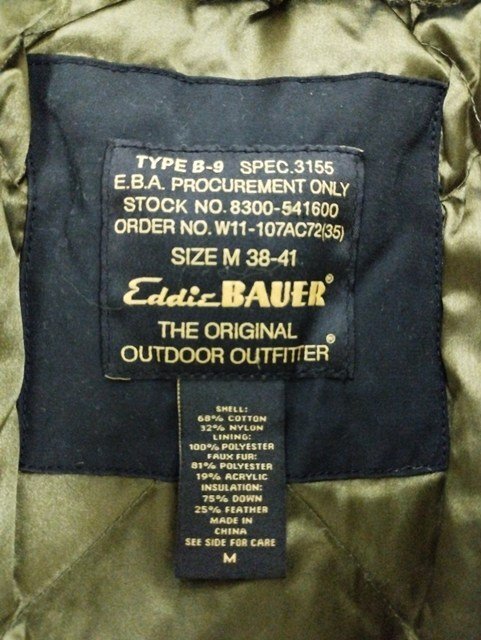 TYPE B-9 SPEC.3155
E.B.A. PROCUREMENT ONLY
STOCK NO. 8300-541600
ORDER NO. W11-107AC72(35)
SIZE M 38-41
Eddie BAUER®
THE ORIGINAL
OUTDOOR OUTFITTER®
SHELL:
68% COTTON
32% NYLON
LINING:
100% POLYESTER
FAUX FUR:
81% POLYESTER
19% ACRYLIC
INSULATION:
75% DOWN
25% FEATHER
MADE IN
CHINA
SEE SIDE FOR CARE
M